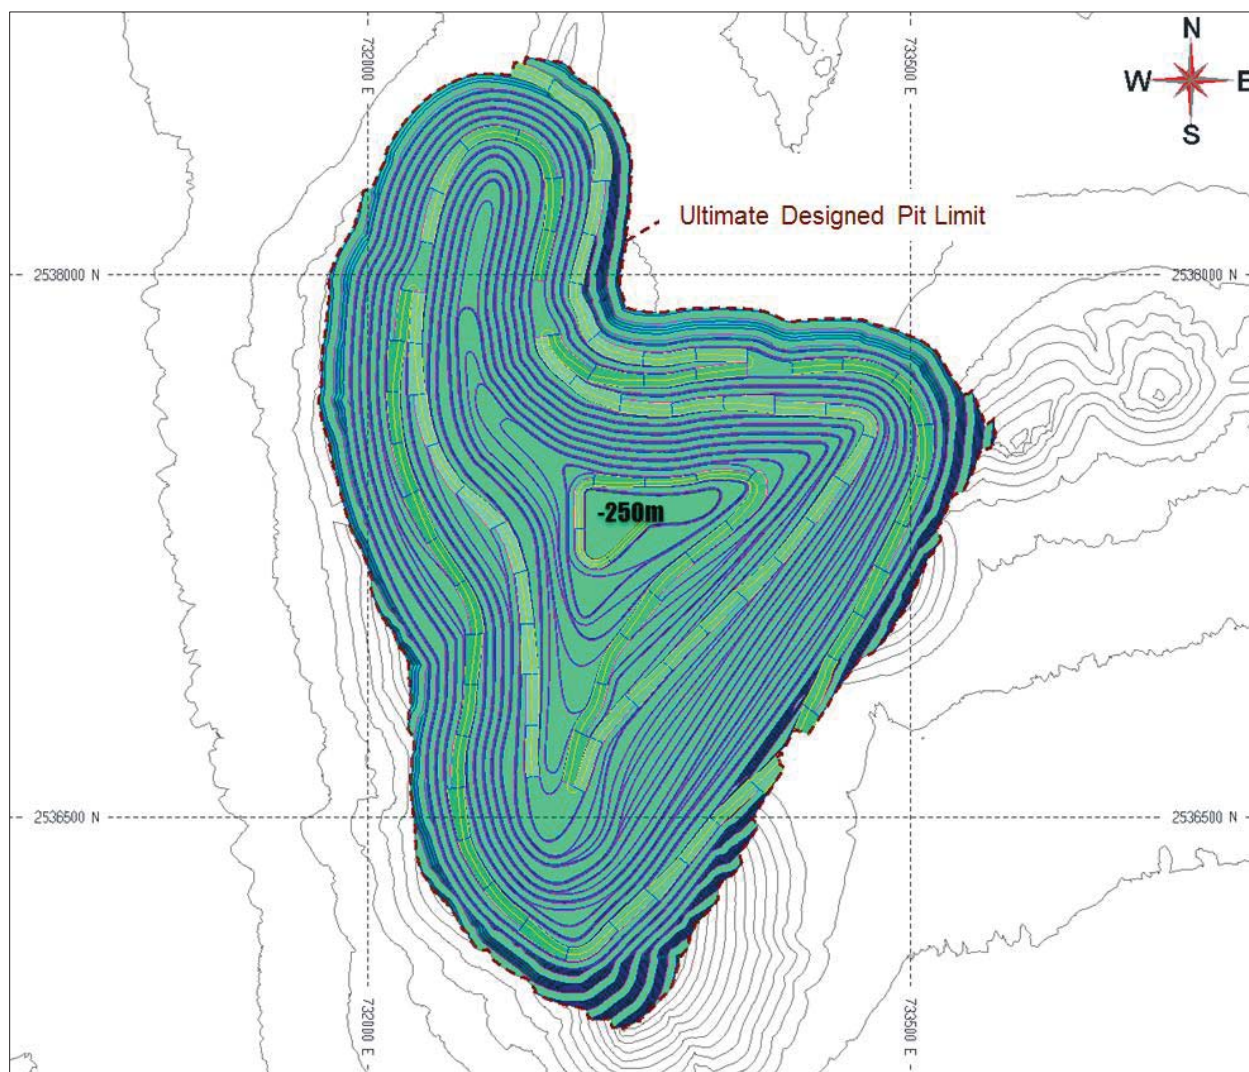 N
W E
S
732000 E
733500 E
Ultimate Designed Pit Limit
2538000 N
2538000 N
-250m
2536500 N
2536500 N
732000 E
733500 E